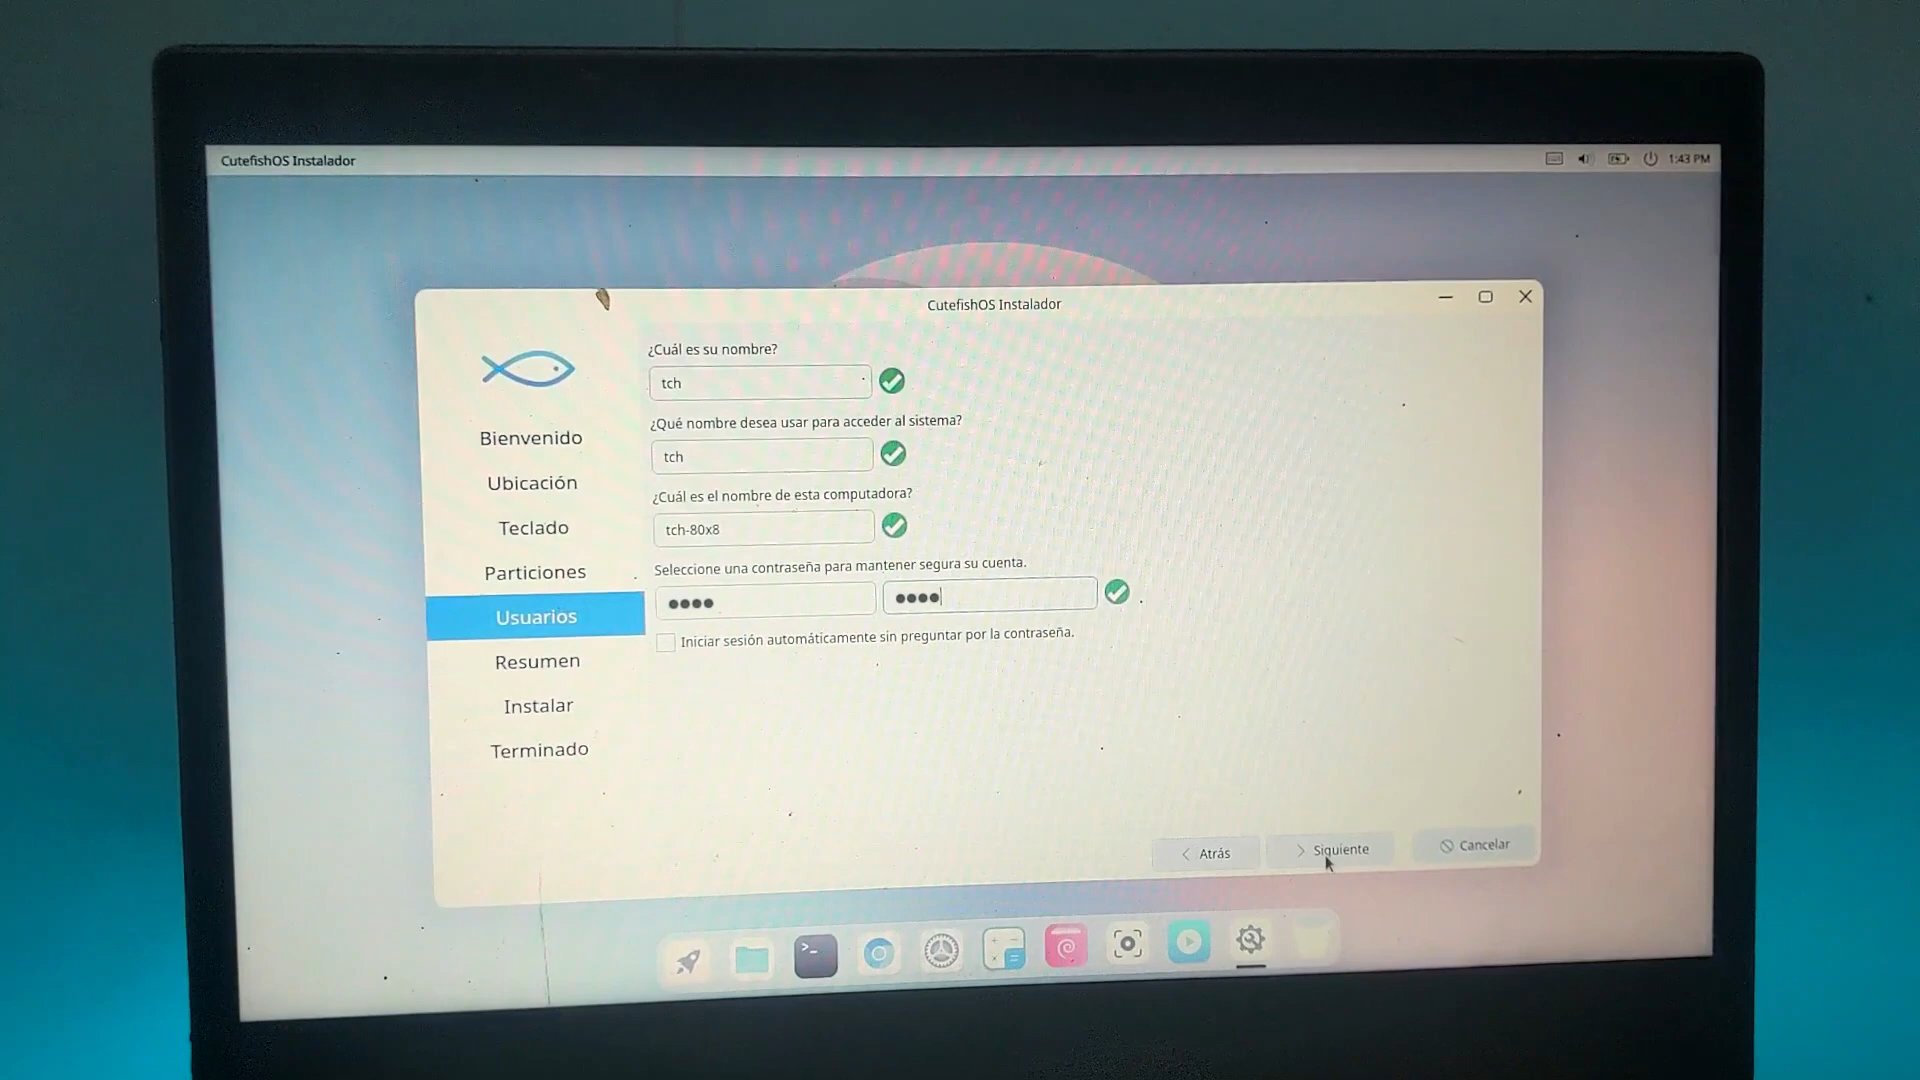 CutefishOS Instalador
1:43 PM
CutefishOS Instalador
Bienvenido
Ubicación
Teclado
Particiones
Usuarios
Resumen
Instalar
Terminado
¿Cuál es su nombre?
tch
¿Qué nombre desea usar para acceder al sistema?
tch
¿Cuál es el nombre de esta computadora?
tch-80x8
Seleccione una contraseña para mantener segura su cuenta.
●●●● ●●●●
Iniciar sesión automáticamente sin preguntar por la contraseña.
Atrás
Siguiente
Cancelar